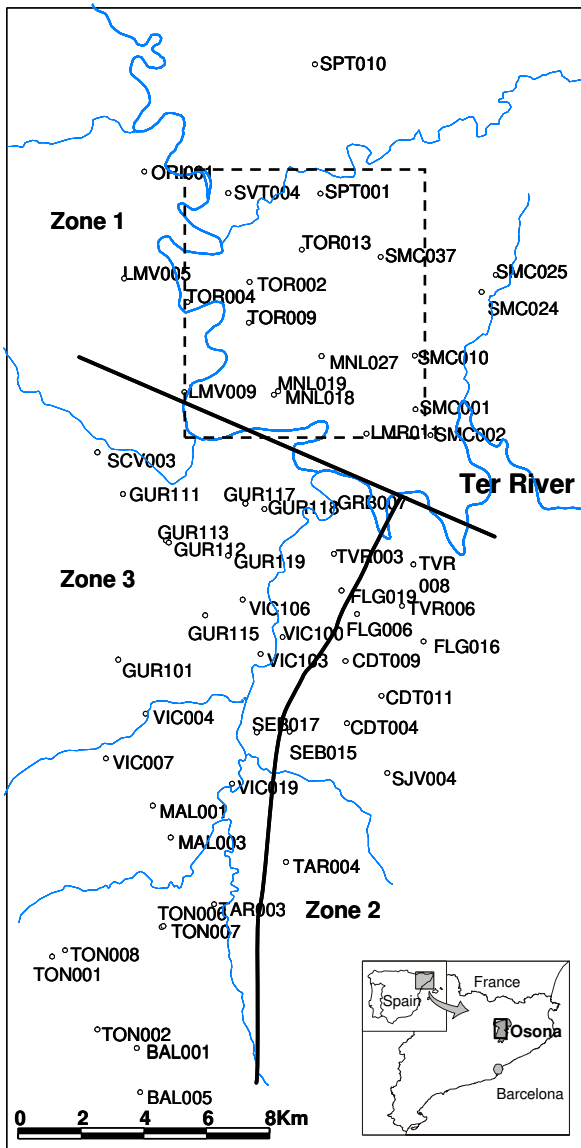 SPT010
ORI001
SVT004
SPT001
Zone 1
TOR013
SMC037
LMV005
SMC025
TOR002
TOR004
SMC024
TOR009
MNL027
SMC010
MNL019
LMV009
MNL018
SMC001
LMR011
SMC002
SCV003
Ter River
GUR111
GUR117
GUR118
GRB007
GUR113
GUR112
GUR119
TVR003
TVR
008
Zone 3
FLG019
VIC106
TVR006
GUR115
VIC100
FLG006
FLG016
VIC103
CDT009
GUR101
CDT011
VIC004
SEB017
CDT004
SEB015
VIC007
SJV004
VIC019
MAL001
MAL003
TAR004
TON006
TAR003
Zone 2
TON007
TON008
TON001
France
Spain
TON002
Osona
BAL001
BAL005
Barcelona
0 2 4 6 8Km